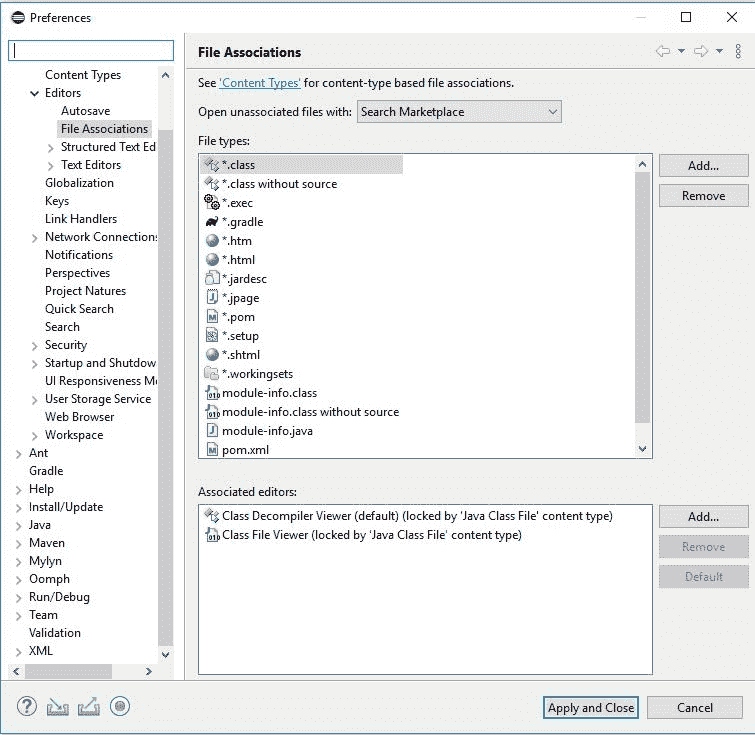 Preferences
Content Types
Editors
Autosave
File Associations
Structured Text Ed
Text Editors
Globalization
Keys
Link Handlers
Network Connection
Notifications
Perspectives
Project Natures
Quick Search
Search
Security
Startup and Shutdow
UI Responsiveness M
User Storage Service
Web Browser
Workspace
Ant
Gradle
Help
Install/Update
Java
Maven
Mylyn
Oomph
Run/Debug
Team
Validation
XML
File Associations
See 'Content Types' for content-type based file associations.
Open unassociated files with: Search Marketplace
File types:
*.class
*.class without source
*.exec
*.gradle
*.htm
*.html
*.jardesc
*.jpage
*.pom
*.setup
*.shtml
*.workingsets
module-info.class
module-info.class without source
module-info.java
pom.xml
Add...
Remove
Associated editors:
Class Decompiler Viewer (default) (locked by 'Java Class File' content type)
Class File Viewer (locked by 'Java Class File' content type)
Add...
Remove
Default
Apply and Close
Cancel